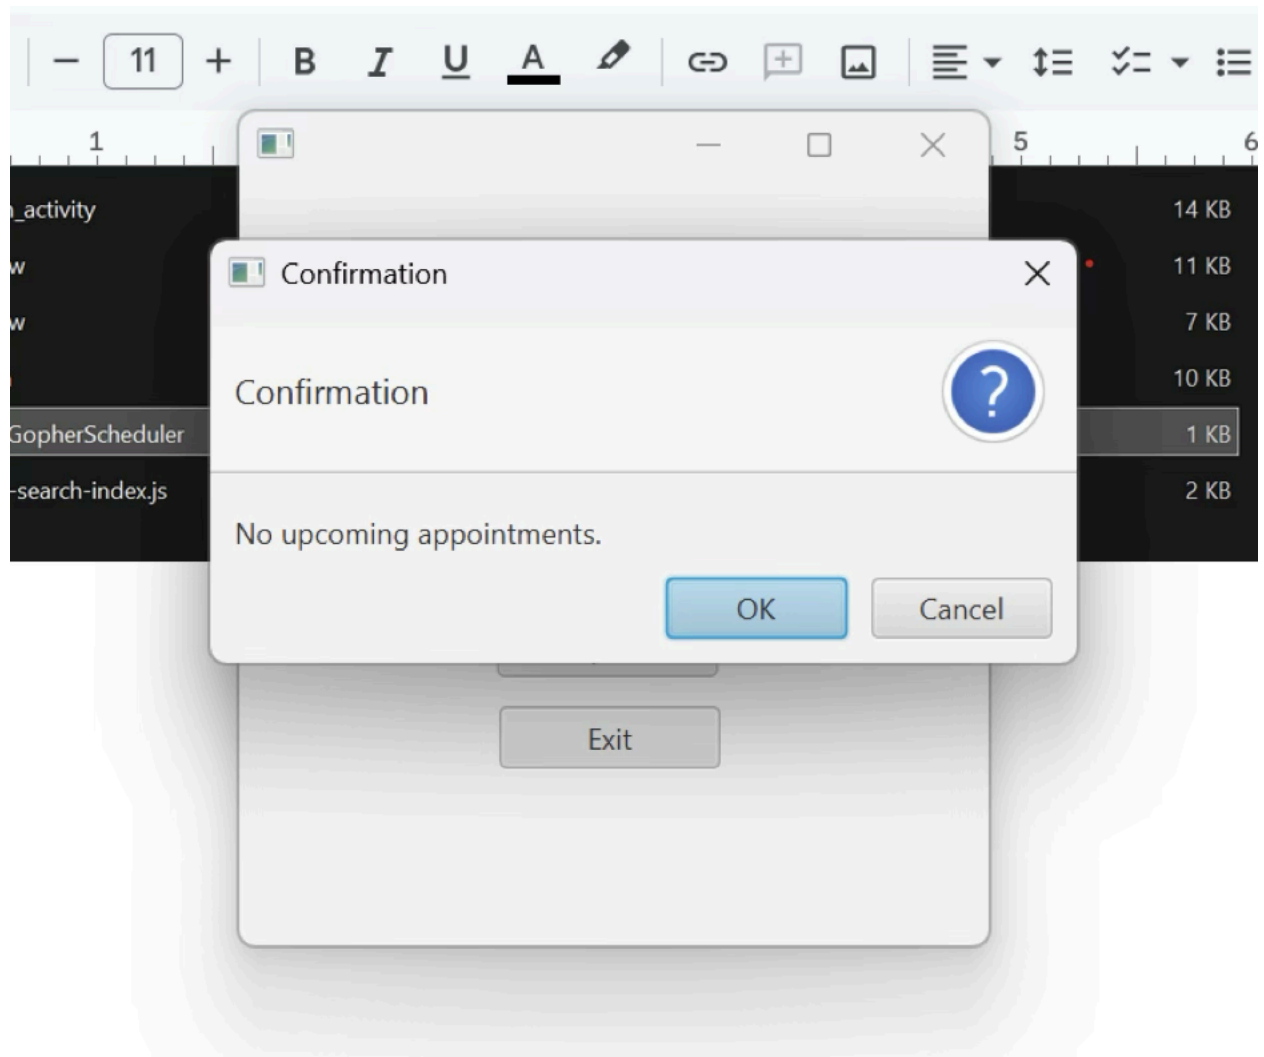 11 B I U A
1 5 6
_activity 14 KB
Confirmation
w 11 KB
w 7 KB
Confirmation ?
10 KB
GopherScheduler 1 KB
-search-index.js 2 KB
No upcoming appointments.
OK Cancel
Exit